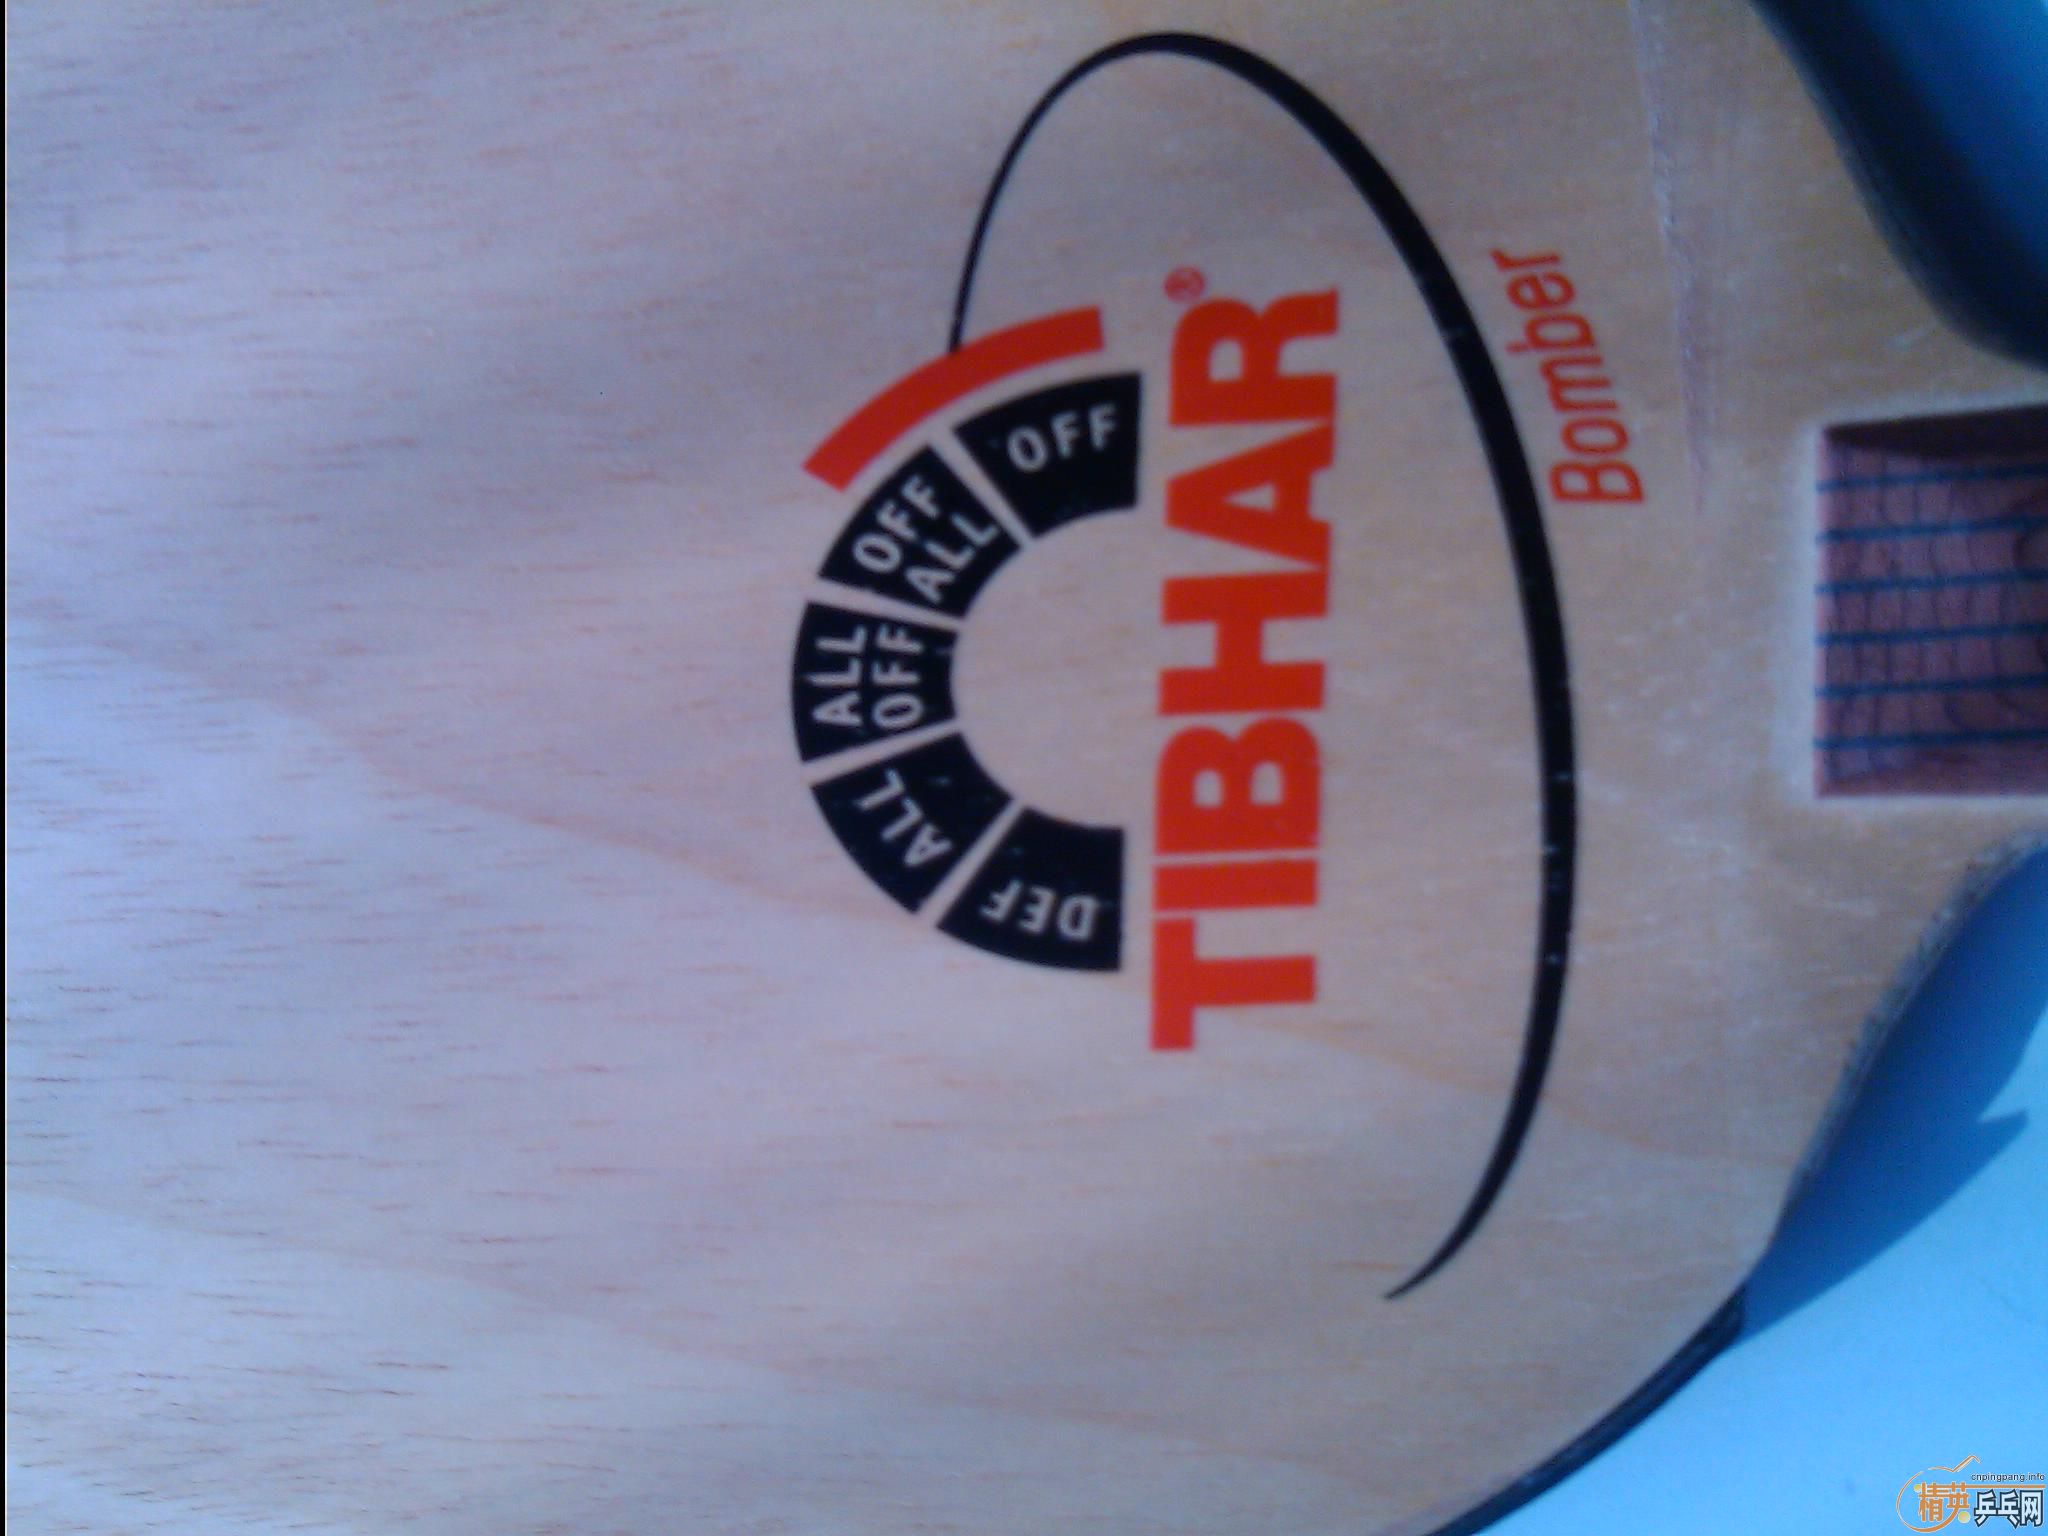 DEF
ALL
ALL
OFF
OFF
ALL
OFF
TIBHAR®
Bomber
cnpingpang.info
精英乒乓网